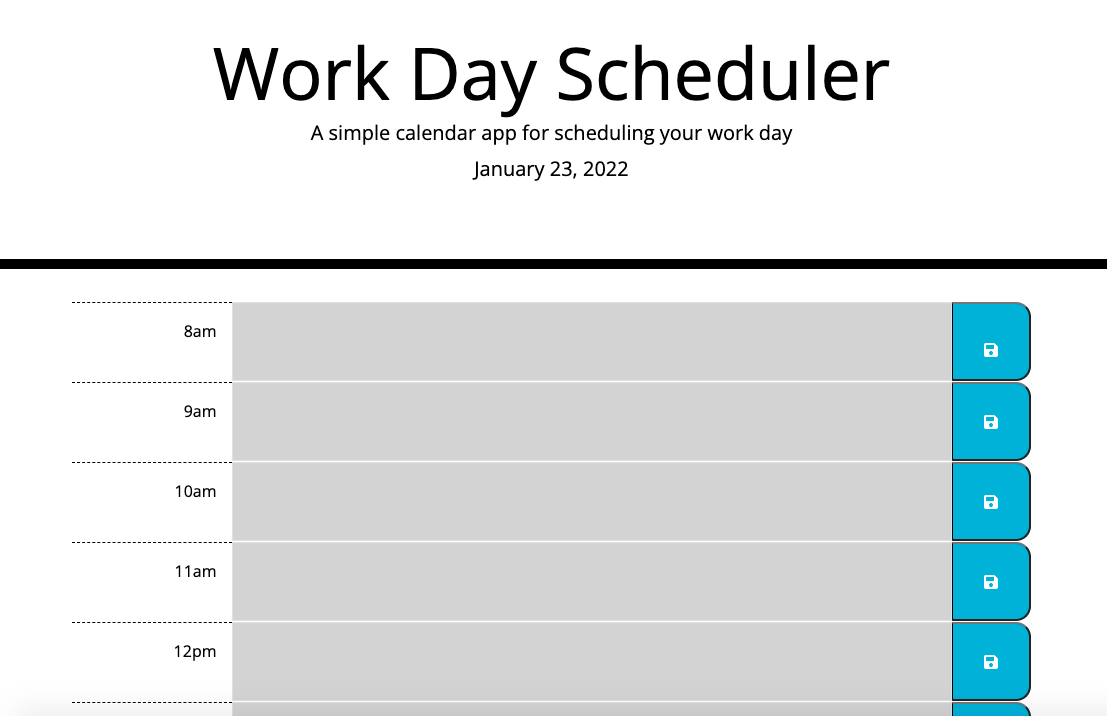 Work Day Scheduler
A simple calendar app for scheduling your work day
January 23, 2022
8am
9am
10am
11am
12pm